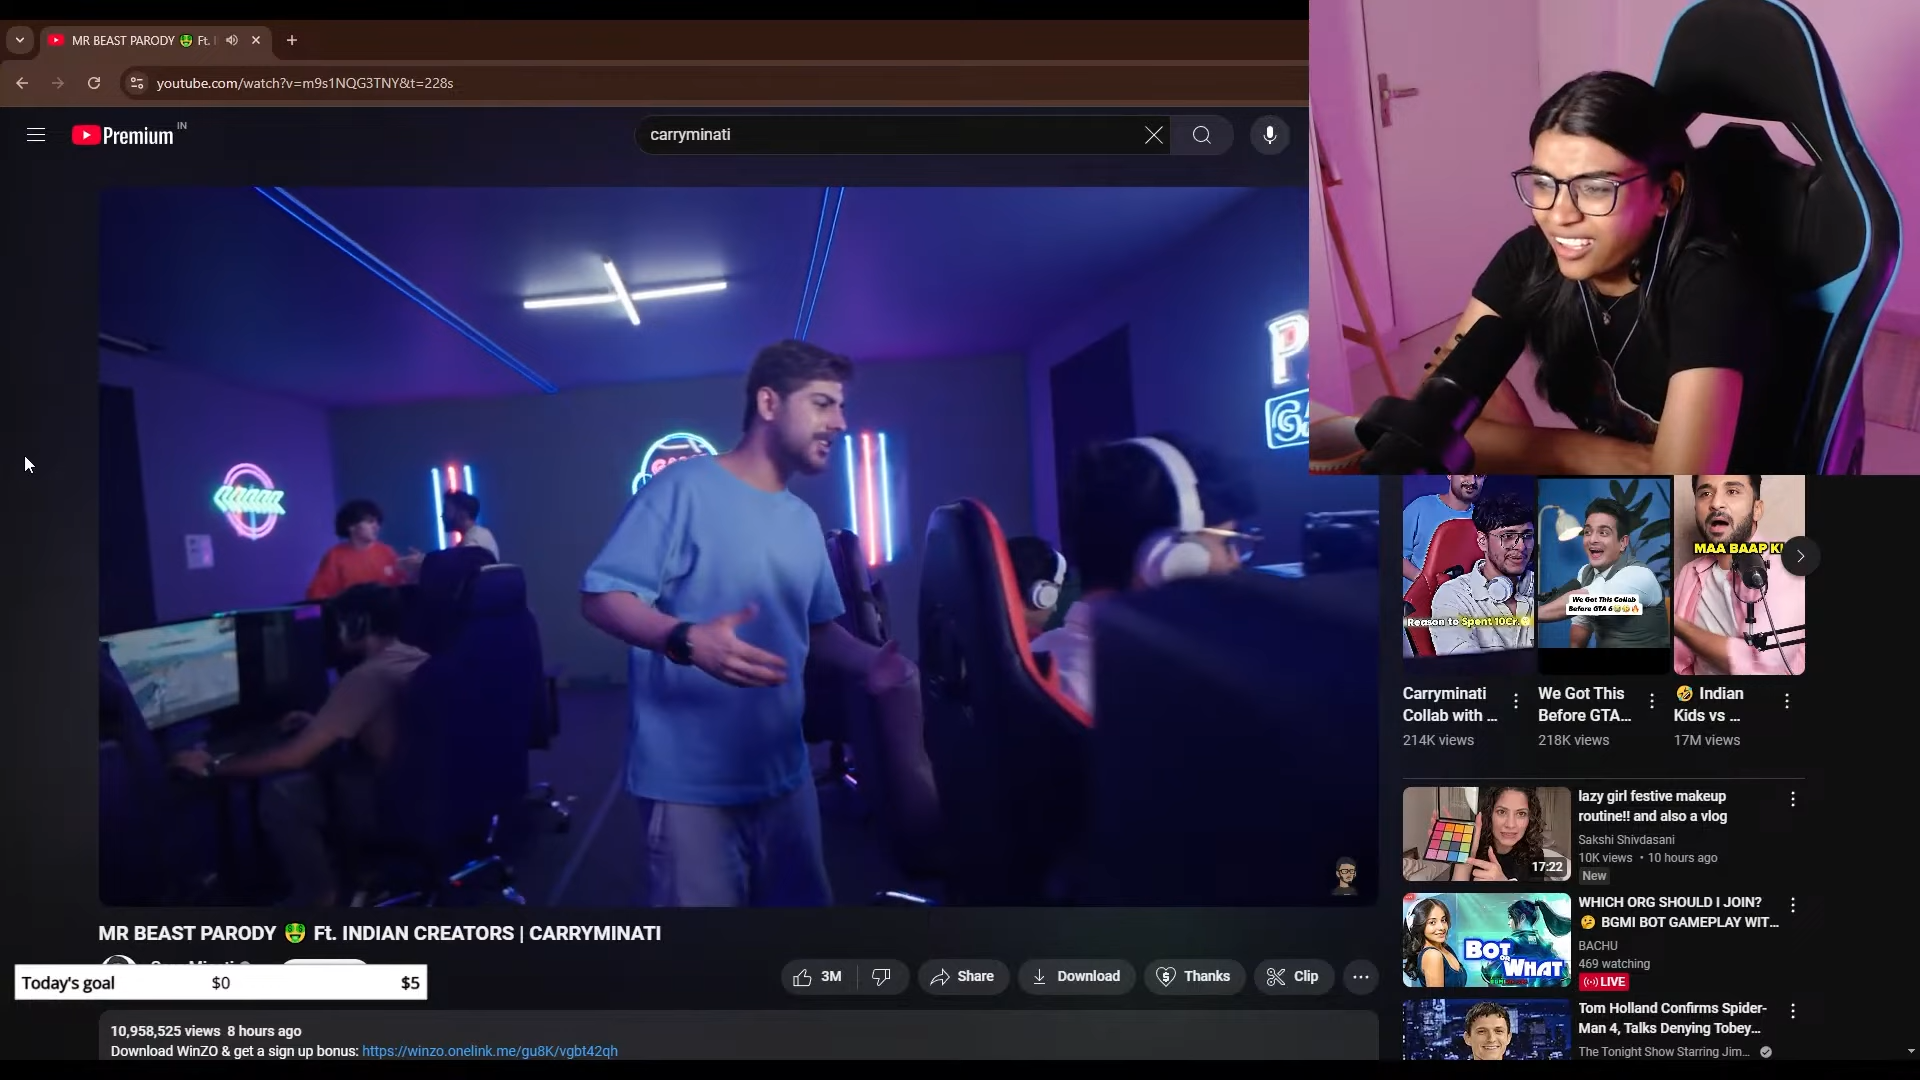 MR BEAST PARODY 🤑 Ft. I
youtube.com/watch?v=m9s1NQG3TNY&t=228s
Premium IN
carryminati
Reason to Spent 10Cr.
We Got This Collab
Before GTA 6
MAA BAAP KI
Carryminati
Collab with ...
214K views
We Got This
Before GTA...
218K views
🤣 Indian
Kids vs ...
17M views
lazy girl festive makeup
routine!! and also a vlog
Sakshi Shivdasani
10K views • 10 hours ago
New
17:22
WHICH ORG SHOULD I JOIN?
🤔 BGMI BOT GAMEPLAY WIT...
BACHU
469 watching
LIVE
BOT
OR
WHAT
Tom Holland Confirms Spider-
Man 4, Talks Denying Tobey...
The Tonight Show Starring Jim...
MR BEAST PARODY 🤑 Ft. INDIAN CREATORS | CARRYMINATI
Today's goal $0 $5
3M
Share
Download
Thanks
Clip
10,958,525 views 8 hours ago
Download WinZO & get a sign up bonus: https://winzo.onelink.me/gu8K/vgbt42qh